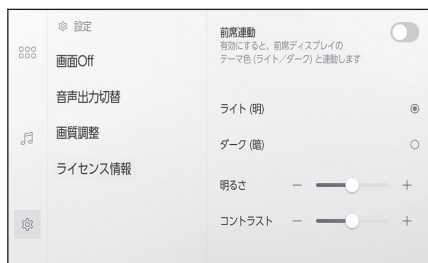 設定
画面Off
音声出力切替
画質調整
ライセンス情報
前席連動
有効にすると、前席ディスプレイの
テーマ色 (ライト／ダーク) と連動します
ライト (明)
ダーク (暗)
明るさ － ＋
コントラスト － ＋